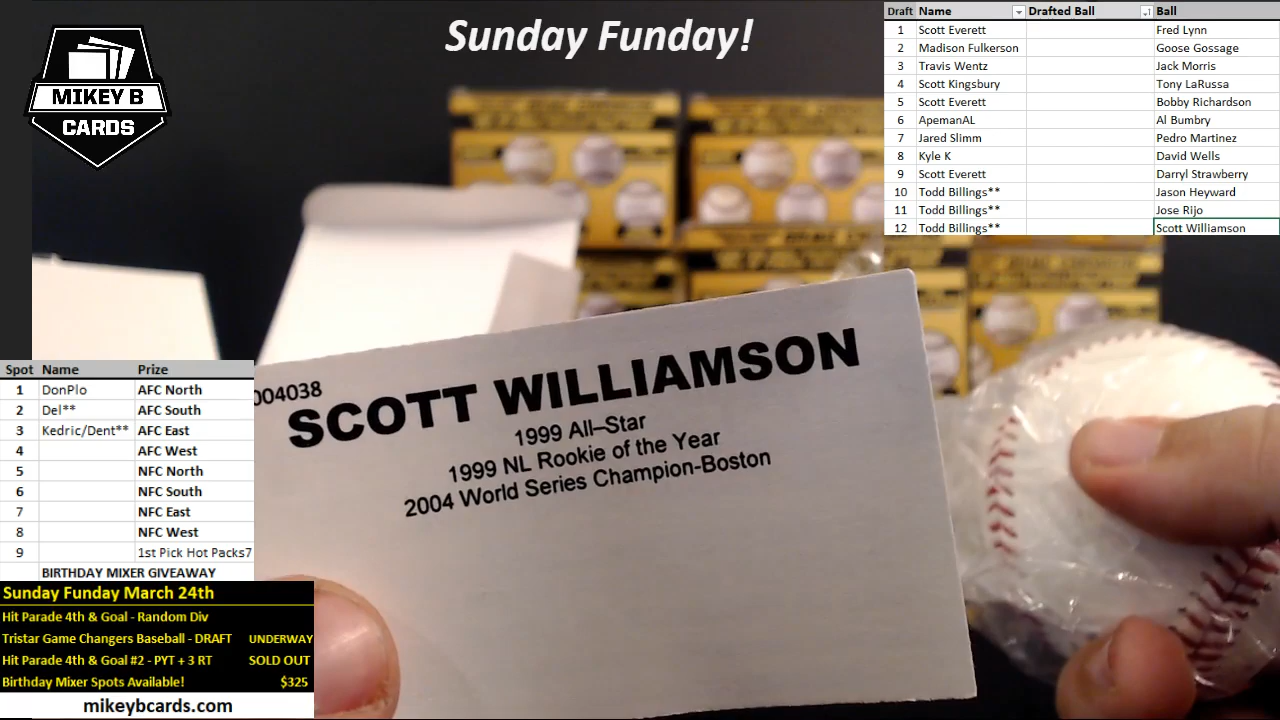 MIKEY B
CARDS
Sunday Funday!
Draft Name Drafted Ball Ball
1 Scott Everett Fred Lynn
2 Madison Fulkerson Goose Gossage
3 Travis Wentz Jack Morris
4 Scott Kingsbury Tony LaRussa
5 Scott Everett Bobby Richardson
6 ApemanAL Al Bumbry
7 Jared Slimm Pedro Martinez
8 Kyle K David Wells
9 Scott Everett Darryl Strawberry
10 Todd Billings** Jason Heyward
11 Todd Billings** Jose Rijo
12 Todd Billings** Scott Williamson
004038
SCOTT WILLIAMSON
1999 All–Star
1999 NL Rookie of the Year
2004 World Series Champion-Boston
Spot Name Prize
1 DonPlo AFC North
2 Del** AFC South
3 Kedric/Dent** AFC East
4 AFC West
5 NFC North
6 NFC South
7 NFC East
8 NFC West
9 1st Pick Hot Packs7
BIRTHDAY MIXER GIVEAWAY
Sunday Funday March 24th
Hit Parade 4th & Goal - Random Div
Tristar Game Changers Baseball - DRAFT UNDERWAY
Hit Parade 4th & Goal #2 - PYT + 3 RT SOLD OUT
Birthday Mixer Spots Available! $325
mikeybcards.com